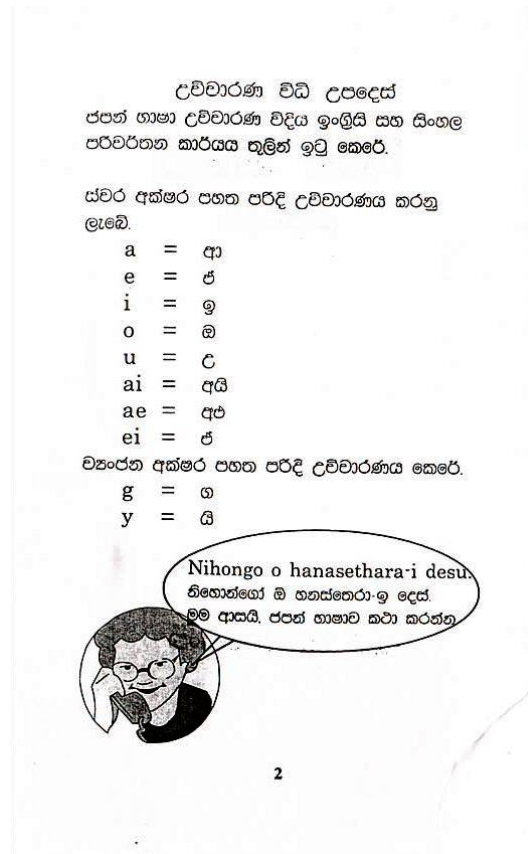 උච්චාරණ විධි උපදෙස්
ජපන් භාෂා උච්චාරණ විදිය ඉංග්‍රිසි සහ සිංහල
පරිවර්තන කාර්යය තුලින් ඉටු කෙරේ.
ස්වර අක්ෂර පහත පරිදි උච්චාරණය කරනු
ලැබේ.
a = ආ
e = ඒ
i = ඉ
o = ඔ
u = උ
ai = අයි
ae = අඑ
ei = ඒ
ව්‍යංජන අක්ෂර පහත පරිදි උච්චාරණය කෙරේ.
g = ග
y = යි
Nihongo o hanasethara-i desu.
නිහොන්ගෝ ඔ හනස්තෙරා-ඉ දෙස්.
මම ආසයි, ජපන් භාෂාව කථා කරන්න
2